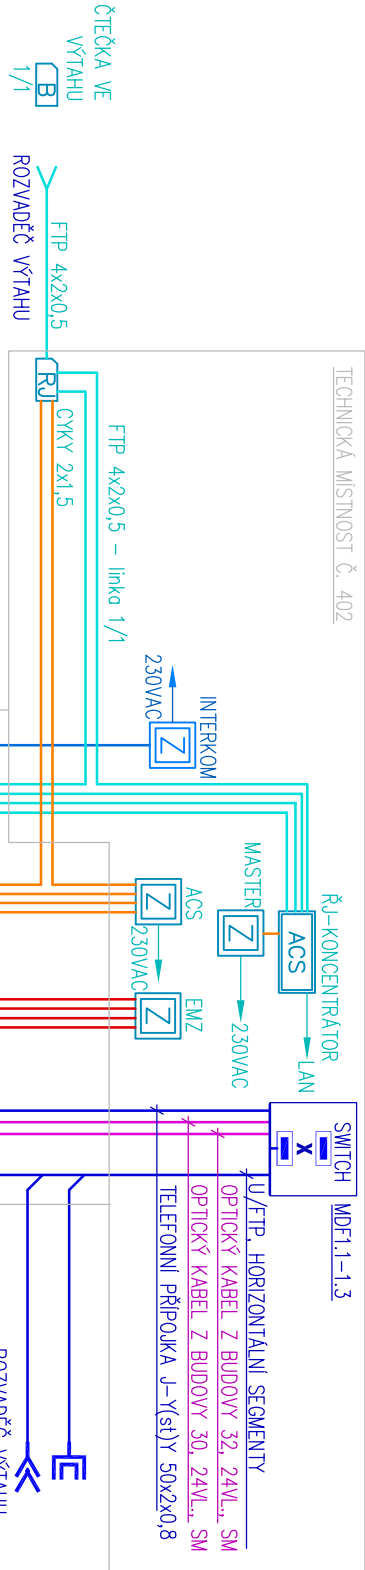 ČTEČKA VE
VÝTAHU
B
1/1
ROZVADĚČ VÝTAHU
FTP 4x2x0,5
TECHNICKÁ MÍSTNOST Č. 402
RJ
CYKY 2x1,5
FTP 4x2x0,5 – linka 1/1
INTERKOM
Z
230VAC
ŘJ-KONCENTRÁTOR
ACS
LAN
MASTER
Z
230VAC
ACS
Z
230VAC
EMZ
Z
SWITCH
MDF1.1-1.3
x
U/FTP, HORIZONTÁLNÍ SEGMENTY
OPTICKÝ KABEL Z BUDOVY 32, 24VL., SM
OPTICKÝ KABEL Z BUDOVY 30, 24VL., SM
TELEFONNÍ PŘÍPOJKA J-Y(st)Y 50x2x0,8
ROZVADĚČ VÝTAHU